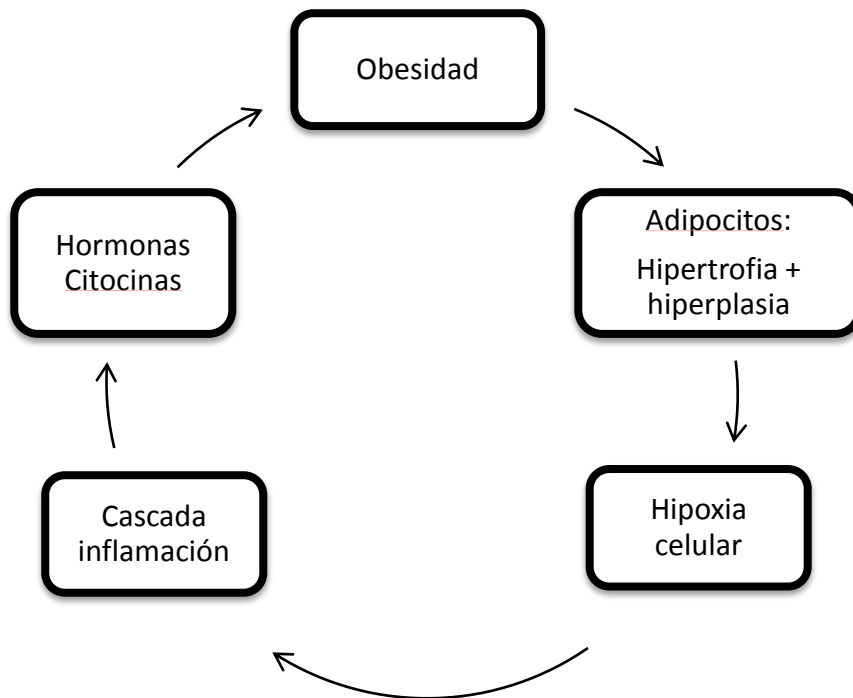 Obesidad
Adipocitos:
Hipertrofia +
hiperplasia
Hipoxia
celular
Cascada
inflamación
Hormonas
Citocinas